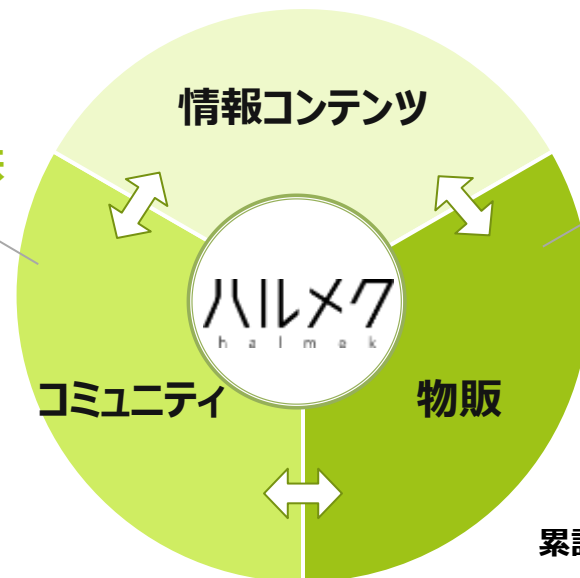 情報コンテンツ
ハルメク
halmek
コミュニティ
物販
累